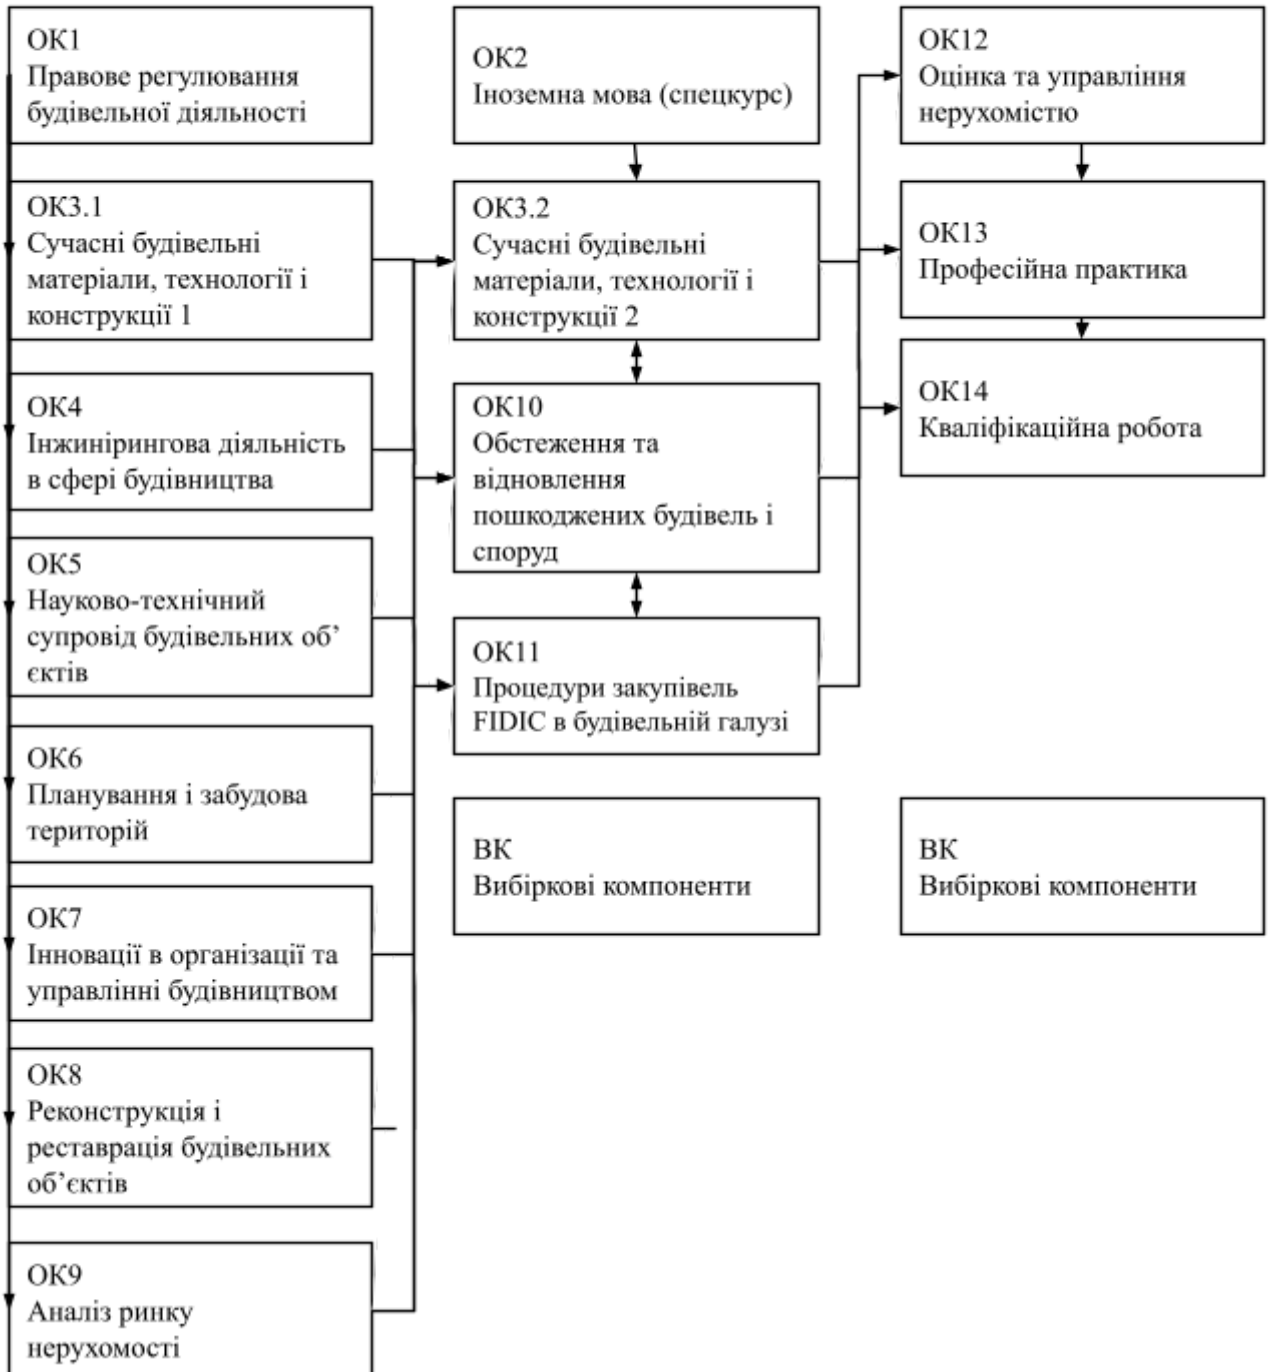 ОК1
Правове регулювання
будівельної діяльності
ОК3.1
Сучасні будівельні
матеріали, технології і
конструкції 1
ОК4
Інжинірингова діяльність
в сфері будівництва
ОК5
Науково-технічний
супровід будівельних об’
єктів
ОК6
Планування і забудова
територій
ОК7
Інновації в організації та
управлінні будівництвом
ОК8
Реконструкція і
реставрація будівельних
об’єктів
ОК9
Аналіз ринку
нерухомості
ОК2
Іноземна мова (спецкурс)
ОК3.2
Сучасні будівельні
матеріали, технології і
конструкції 2
ОК10
Обстеження та
відновлення
пошкоджених будівель і
споруд
ОК11
Процедури закупівель
FIDIC в будівельній галузі
ВК
Вибіркові компоненти
ОК12
Оцінка та управління
нерухомістю
ОК13
Професійна практика
ОК14
Кваліфікаційна робота
ВК
Вибіркові компоненти